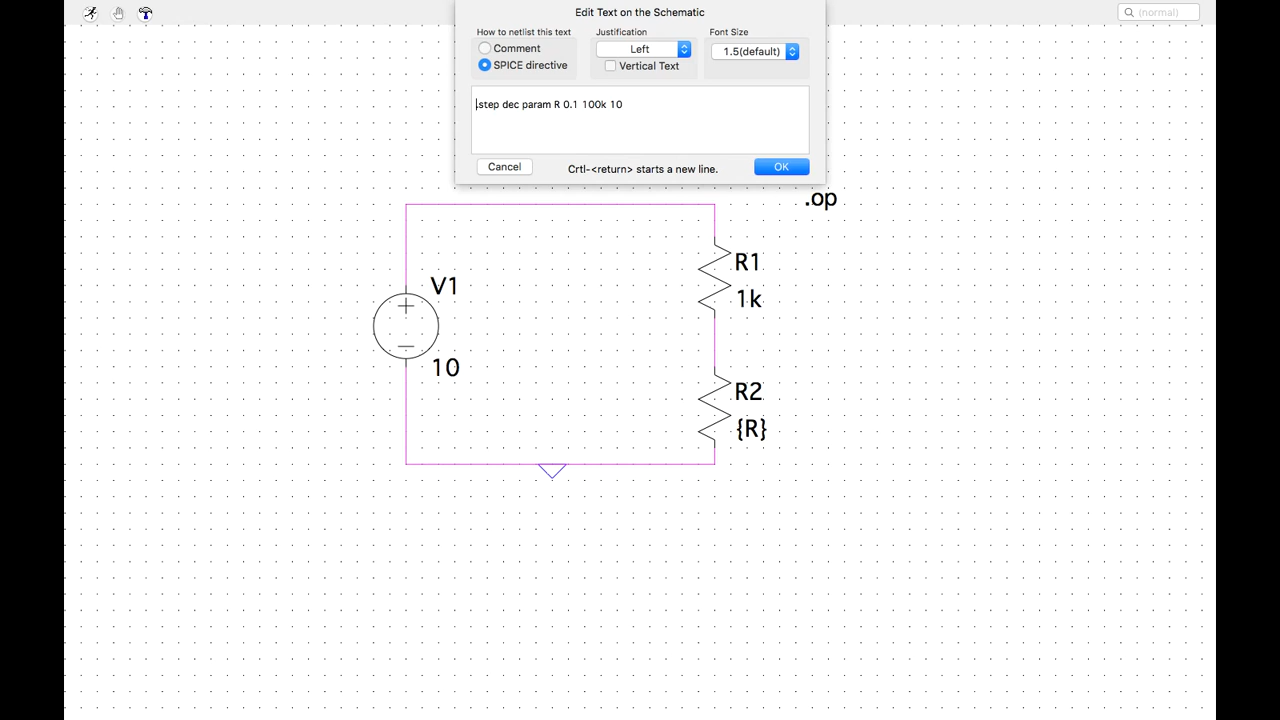 (normal)
Edit Text on the Schematic
How to netlist this text
Justification
Font Size
Comment
Left
1.5(default)
SPICE directive
Vertical Text
.step dec param R 0.1 100k 10
Cancel
Crtl-<return> starts a new line.
OK
.op
R1
1k
V1
10
R2
{R}